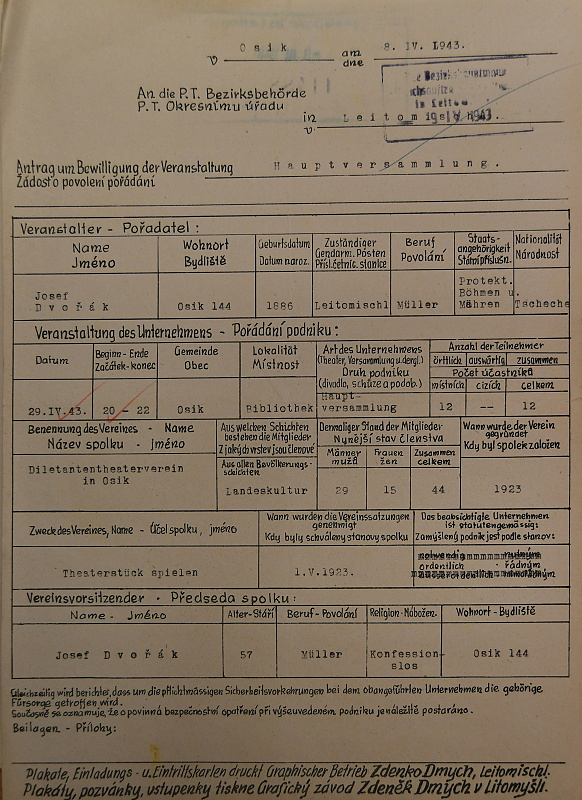 Osik am 8. IV. 1943.
V dne
An die P.T. Bezirksbehörde
P.T. Okresnímu úřadu
in Leitomischl.
v
Antrag um Bewilligung der Veranstaltung Hauptversammlung.
Žádost o povolení pořádání
Veranstalter - Pořadatel :
Name Wohnort Geburtsdatum Zuständiger Beruf Staats- Nationalität
Jméno Bydliště Datum naroz. Gendarm. Posten Povolání angehörigkeit Národnost
Přísl. četnic. stanice Státní příslušn.
Protekt.
Josef Böhmen u.
Dvořák Osik 144 1886 Leitomischl Müller Mähren Tscheche
Veranstaltung des Unternehmens - Pořádání podniku :
Datum Beginn - Ende Gemeinde Lokalität Art des Unternehmens Anzahl der Teilnehmer
Začátek - konec Obec Místnost (Theater, Versammlung u. dergl.) örtlich auswärtig zusammen
Druh podniku Počet účastníků
(divadlo, schůze a podob.) místních cizích celkem
Haupt-
29.IV.43. 20 - 22 Osik Bibliothek versammlung 12 -- 12
Benennung des Vereines - Name Aus welchen Schichten Dermaliger Stand der Mitglieder Wann wurde der Verein
Název spolku - jméno bestehen die Mitglieder Nynější stav členstva gegründet
Z jakých vrstev jsou členové Männer Frauen Zusammen Kdy byl spolek založen
Aus allen Bevölkerungs- mužů žen celkem
schichten
Diletantentheaterverein
in Osik Landeskultur 29 15 44 1923
Zweck des Vereines, Name - Účel spolku, jméno Wann wurden die Vereinssatzungen Das beabsichtigte Unternehmen
genehmigt ist statutengemäss:
Kdy byly schváleny stanovy spolku Zamýšlený podnik jest podle stanov:
ordentlich - řádným
Theaterstück spielen 1.V.1923.
Vereinsvorsitzender - Předseda spolku :
Name - Jméno Alter - Stáří Beruf - Povolání Religion - Nábožen. Wohnort - Bydliště
Josef Dvořák 57 Müller Konfession- Osik 144
slos
Gleichzeitig wird berichtet, dass um die pflichtmässigen Sicherheitsvorkehrungen bei dem obangeführten Unternehmen die gehörige
Fürsorge getroffen wird.
Současně se oznamuje, že o povinná bezpečnostní opatření při výšeuvedeném podniku je náležitě postaráno.
Beilagen - Přílohy:
Plakate, Einladungs - u. Eintrittskarten druckt Graphischer Betrieb Zdenko Dmych, Leitomischl.
Plakáty, pozvánky, vstupenky tiskne Grafický závod Zdeněk Dmych v Litomyšli.